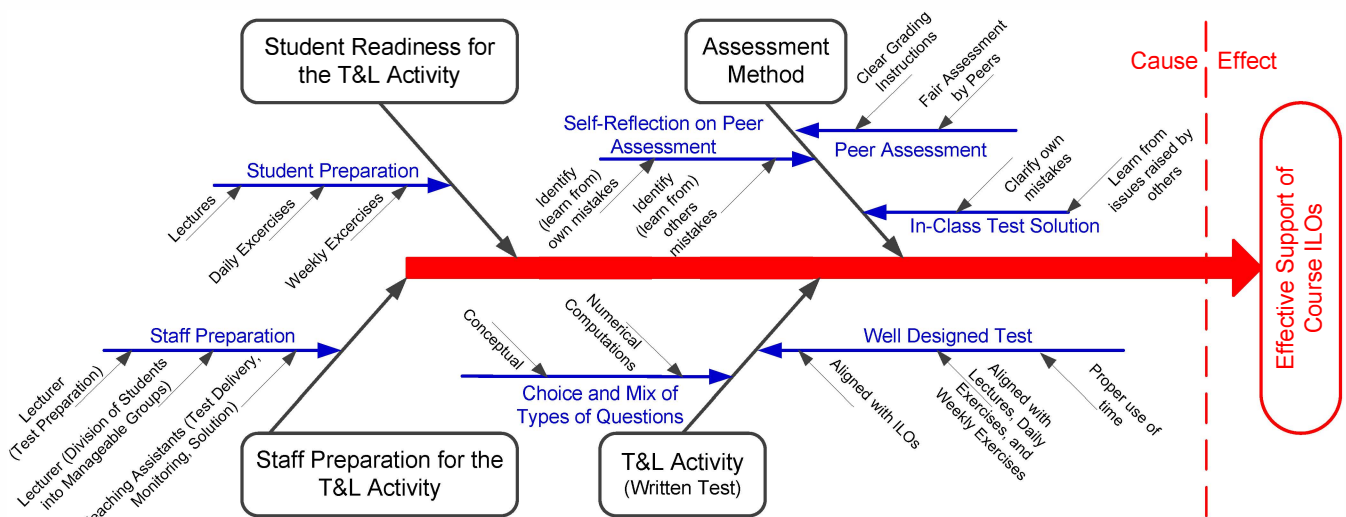 Student Readiness for
the T&L Activity
Assessment
Method
Clear Grading
Instructions
Fair Assessment
by Peers
Cause
Effect
Self-Reflection on Peer
Assessment
Peer Assessment
Student Preparation
Lectures
Daily Excercises
Weekly Excercises
Identify
(learn from)
own mistakes
Identify
(learn from)
others
mistakes
Clarify own
mistakes
Learn from
issues raised by
others
In-Class Test Solution
Effective Support of
Course ILOs
Staff Preparation
Lecturer
(Test Preparation)
Lecturer (Division of Students
into Manageable Groups)
Assistants (Test Delivery,
Monitoring, Solution)
Conceptual
Numerical
Computations
Choice and Mix of
Types of Questions
Well Designed Test
Aligned with ILOs
Aligned with
Lectures, Daily
Exercises, and
Weekly Exercises
Proper use of
time
Staff Preparation for the
T&L Activity
T&L Activity
(Written Test)